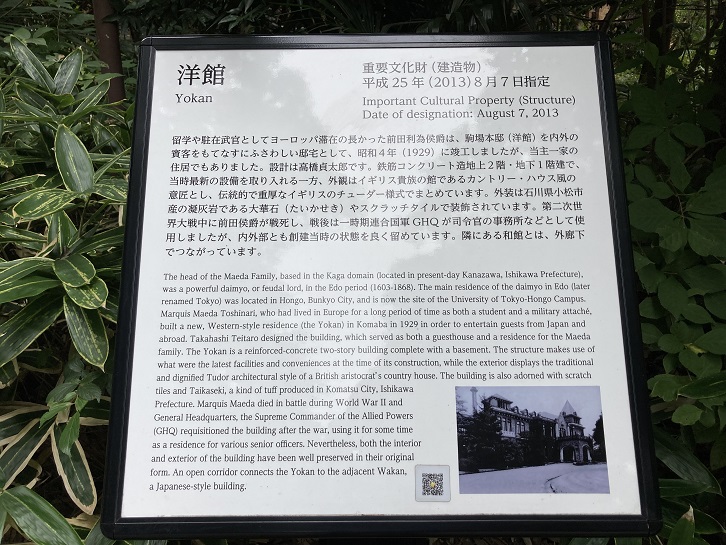 洋館
Yokan
重要文化財(建造物)
平成25年(2013)8月7日指定
Important Cultural Property (Structure)
Date of designation: August 7, 2013
留学や駐在武官としてヨーロッパ滞在の長かった前田利為侯爵は、駒場本邸(洋館)を内外の
賓客をもてなすにふさわしい邸宅として、昭和4年(1929)に竣工しましたが、当主一家の
住居でもありました。設計は高橋貞太郎です。鉄筋コンクリート造地上2階・地下1階建で、
当時最新の設備を取り入れる一方、外観はイギリス貴族の館であるカントリー・ハウス風の
意匠とし、伝統的で重厚なイギリスのチューダー様式でまとめています。外装は石川県小松市
産の凝灰岩である大華石(たいかせき)やスクラッチタイルで装飾されています。第二次世
界大戦中に前田侯爵が戦死し、戦後は一時期連合国軍GHQが司令官の事務所などとして使
用しましたが、内外部とも創建当時の状態を良く留めています。隣にある和館とは、外廊下
でつながっています。
The head of the Maeda Family, based in the Kaga domain (located in present-day Kanazawa, Ishikawa Prefecture),
was a powerful daimyo, or feudal lord, in the Edo period (1603-1868). The main residence of the daimyo in Edo (later
renamed Tokyo) was located in Hongo, Bunkyo City, and is now the site of the University of Tokyo-Hongo Campus.
Marquis Maeda Toshinari, who had lived in Europe for a long period of time as both a student and a military attaché,
built a new, Western-style residence (the Yokan) in Komaba in 1929 in order to entertain guests from Japan and
abroad. Takahashi Teitaro designed the building, which served as both a guesthouse and a residence for the Maeda
family. The Yokan is a reinforced-concrete two-story building complete with a basement. The structure makes use of
what were the latest facilities and conveniences at the time of its construction, while the exterior displays the traditional
and dignified Tudor architectural style of a British aristocrat's country house. The building is also adorned with scratch
tiles and Taikaseki, a kind of tuff produced in Komatsu City, Ishikawa
Prefecture. Marquis Maeda died in battle during World War II and
General Headquarters, the Supreme Commander of the Allied Powers
(GHQ) requisitioned the building after the war, using it for some time
as a residence for various senior officers. Nevertheless, both the interior
and exterior of the building have been well preserved in their original
form. An open corridor connects the Yokan to the adjacent Wakan,
a Japanese-style building.